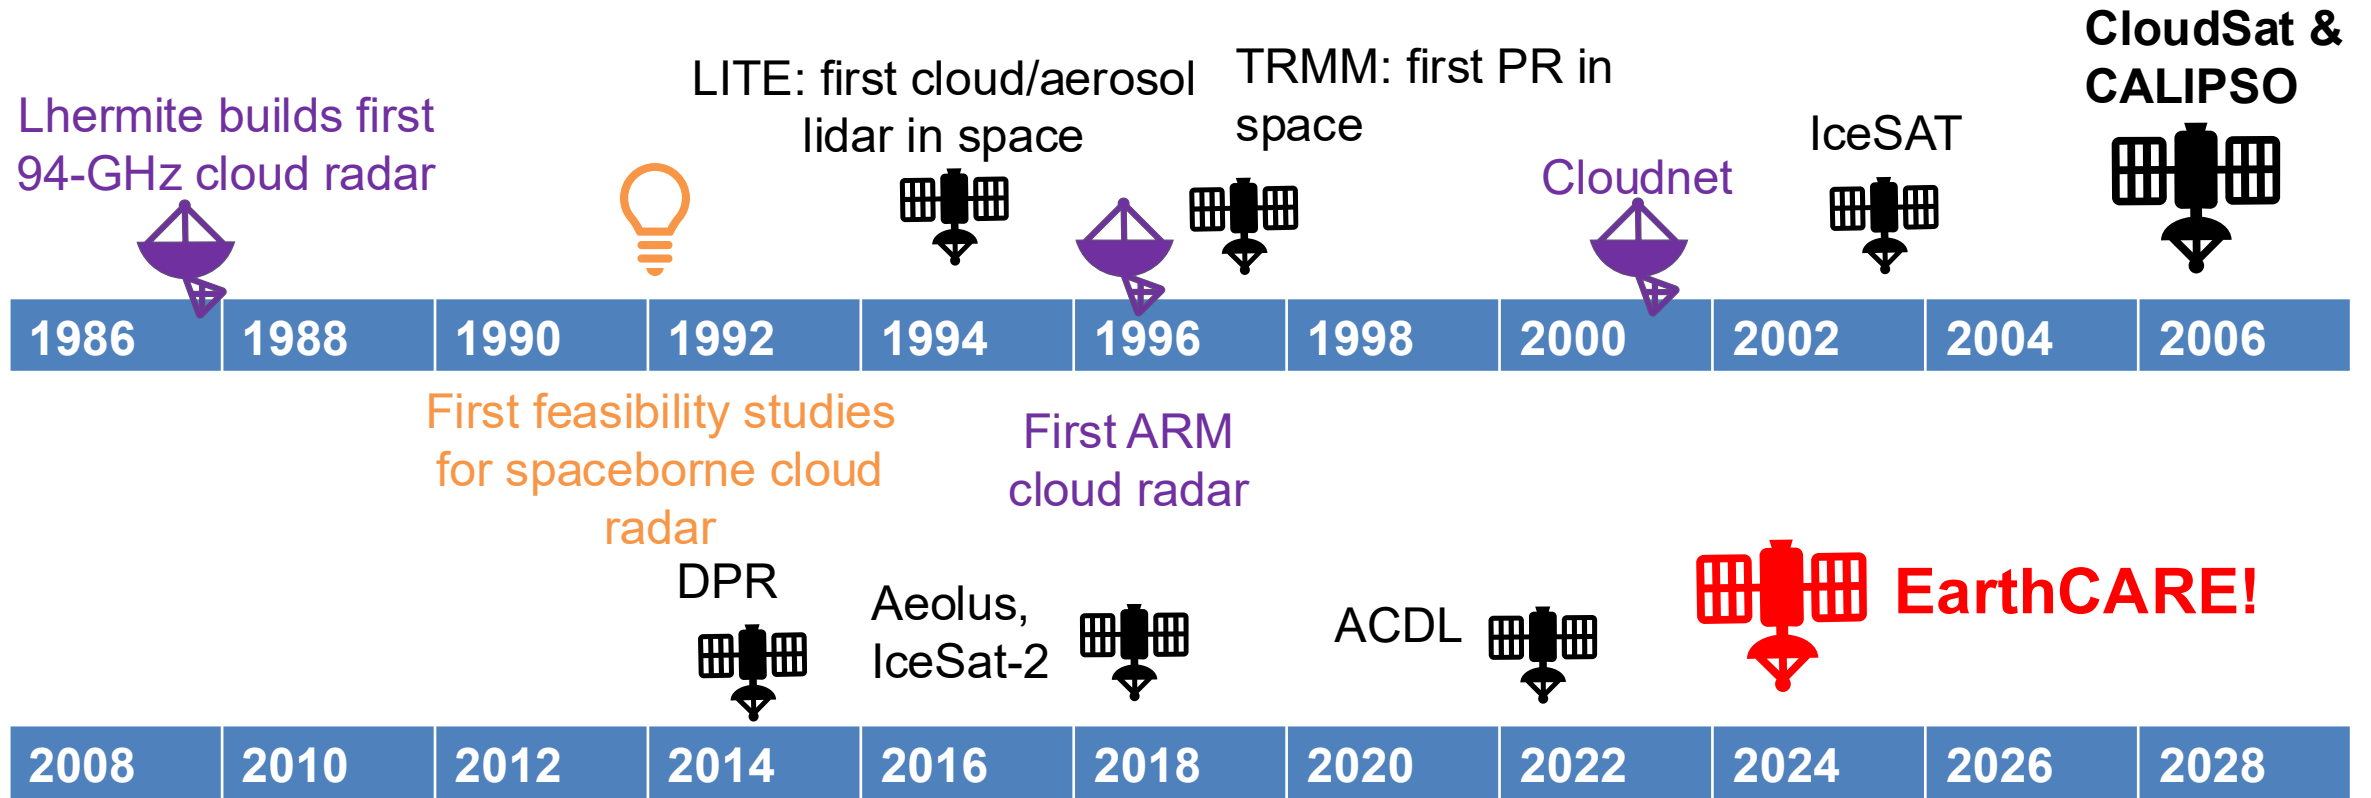 Lhermite builds first
94-GHz cloud radar
LITE: first cloud/aerosol
lidar in space
TRMM: first PR in
space
Cloudnet
IceSAT
CloudSat &
CALIPSO
1986 1988 1990 1992 1994 1996 1998 2000 2002 2004 2006
First feasibility studies
for spaceborne cloud
radar
First ARM
cloud radar
DPR
Aeolus,
IceSat-2
ACDL
EarthCARE!
2008 2010 2012 2014 2016 2018 2020 2022 2024 2026 2028